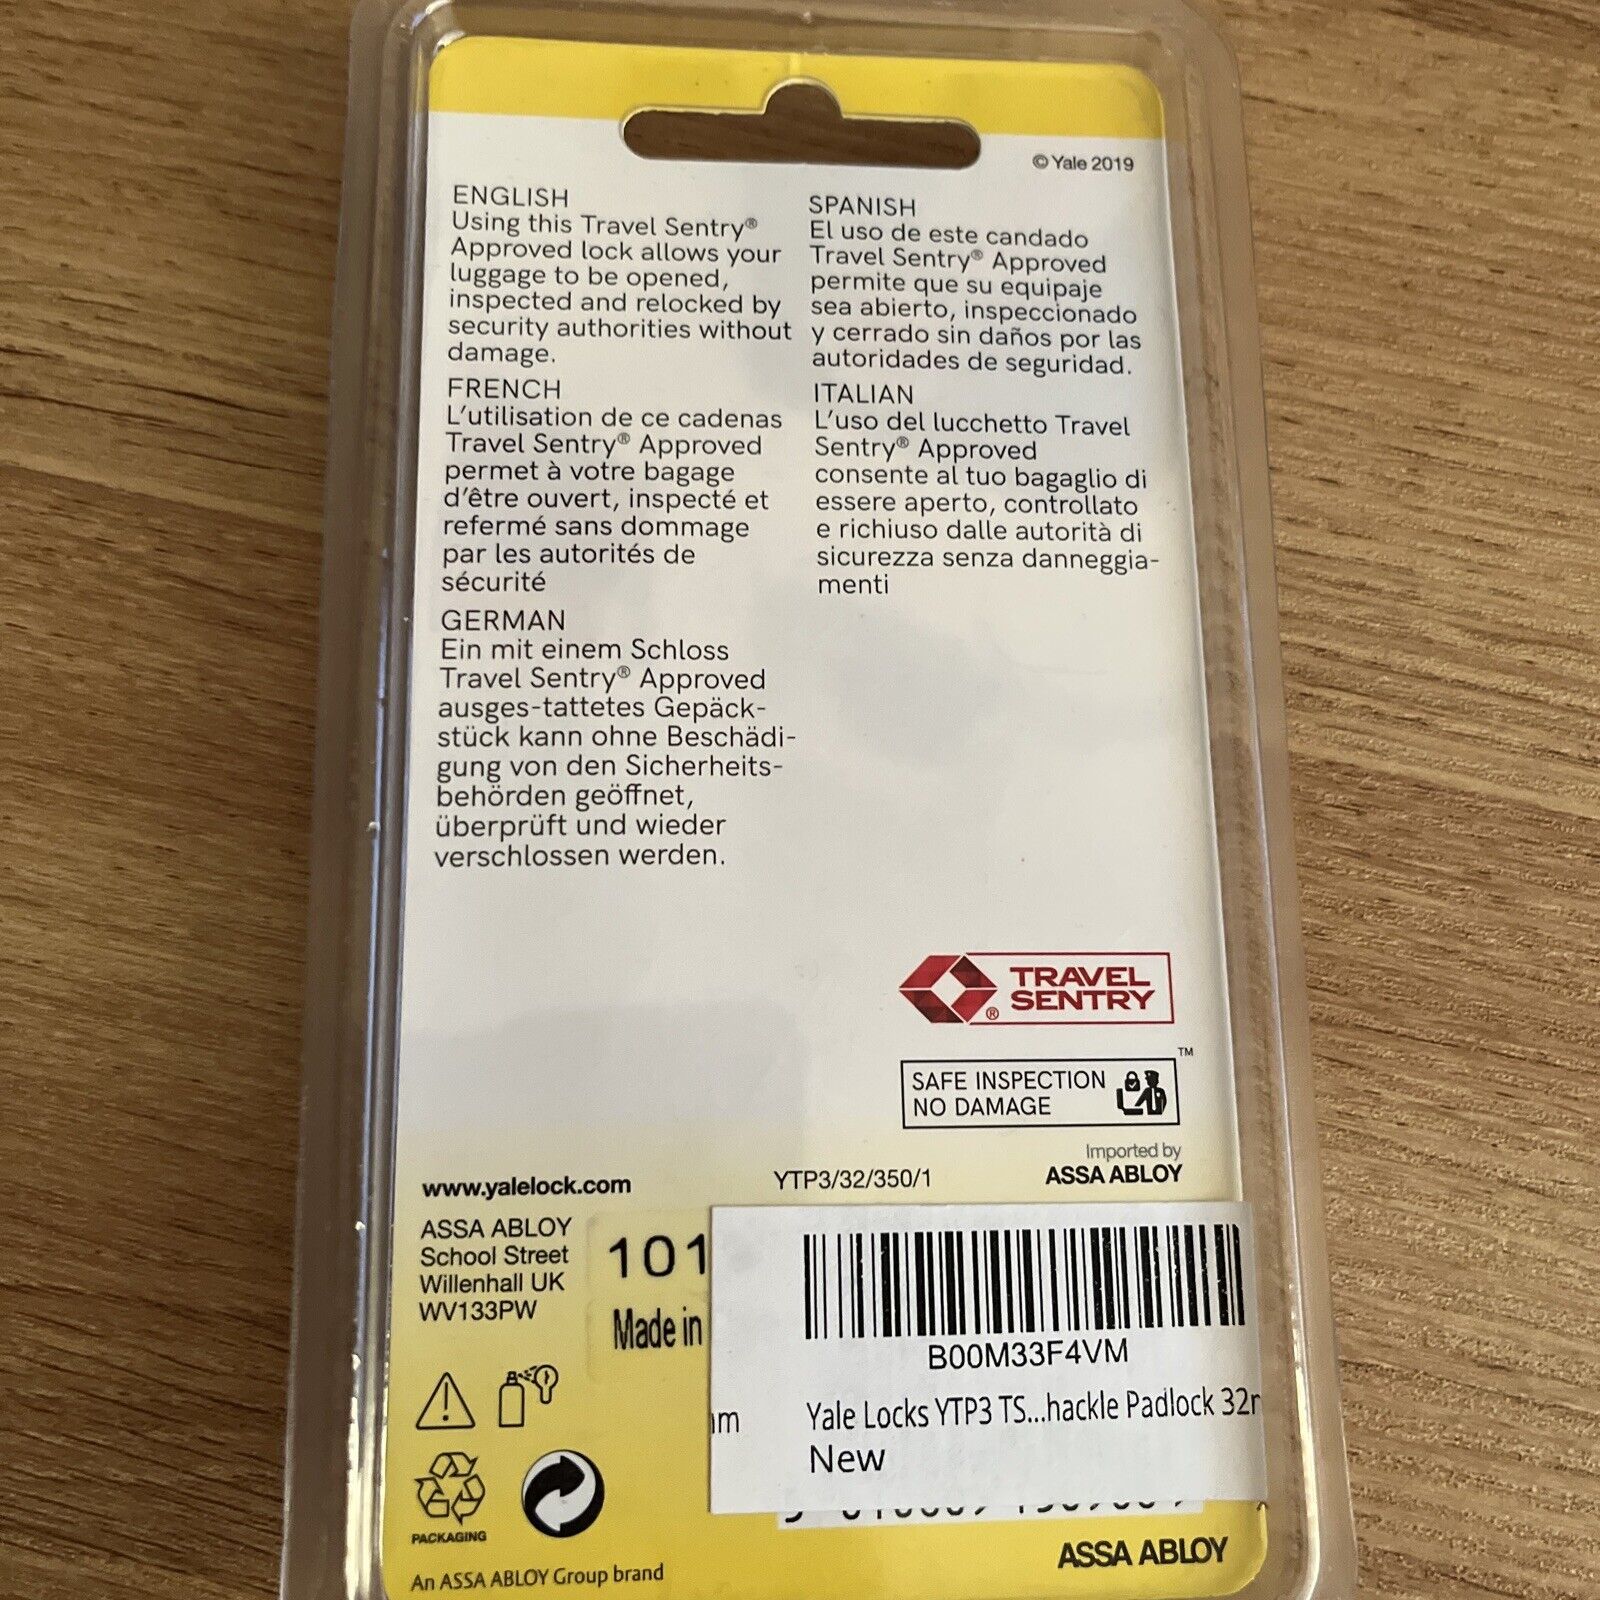 © Yale 2019
ENGLISH
Using this Travel Sentry®
Approved lock allows your
luggage to be opened,
inspected and relocked by
security authorities without
damage.
FRENCH
L'utilisation de ce cadenas
Travel Sentry® Approved
permet à votre bagage
d'être ouvert, inspecté et
refermé sans dommage
par les autorités de
sécurité
GERMAN
Ein mit einem Schloss
Travel Sentry® Approved
ausges-tattetes Gepäck-
stück kann ohne Beschädi-
gung von den Sicherheits-
behörden geöffnet,
überprüft und wieder
verschlossen werden.
SPANISH
El uso de este candado
Travel Sentry® Approved
permite que su equipaje
sea abierto, inspeccionado
y cerrado sin daños por las
autoridades de seguridad.
ITALIAN
L'uso del lucchetto Travel
Sentry® Approved
consente al tuo bagaglio di
essere aperto, controllato
e richiuso dalle autorità di
sicurezza senza danneggia-
menti
TRAVEL
SENTRY
®
SAFE INSPECTION
NO DAMAGE
™
Imported by
ASSA ABLOY
www.yalelock.com
YTP3/32/350/1
ASSA ABLOY
School Street
Willenhall UK
WV133PW
101
Made in
B00M33F4VM
Yale Locks YTP3 TS...hackle Padlock 32
New
PACKAGING
ASSA ABLOY
An ASSA ABLOY Group brand